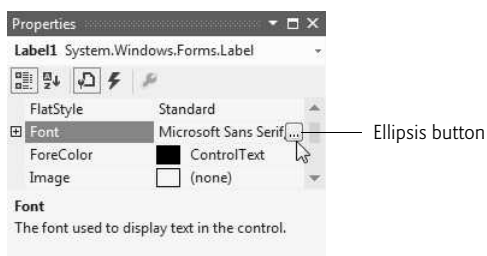 Properties
Label1 System.Windows.Forms.Label
FlatStyle Standard
Font Microsoft Sans Serif, ...
Ellipsis button
ForeColor ControlText
Image (none)
Font
The font used to display text in the control.